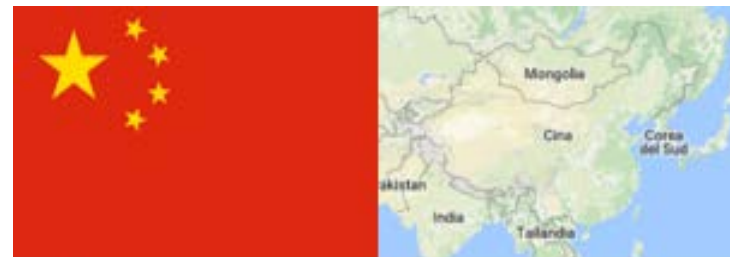 Mongolia
Cina
Corea
del Sud
akistan
India
Tailandia